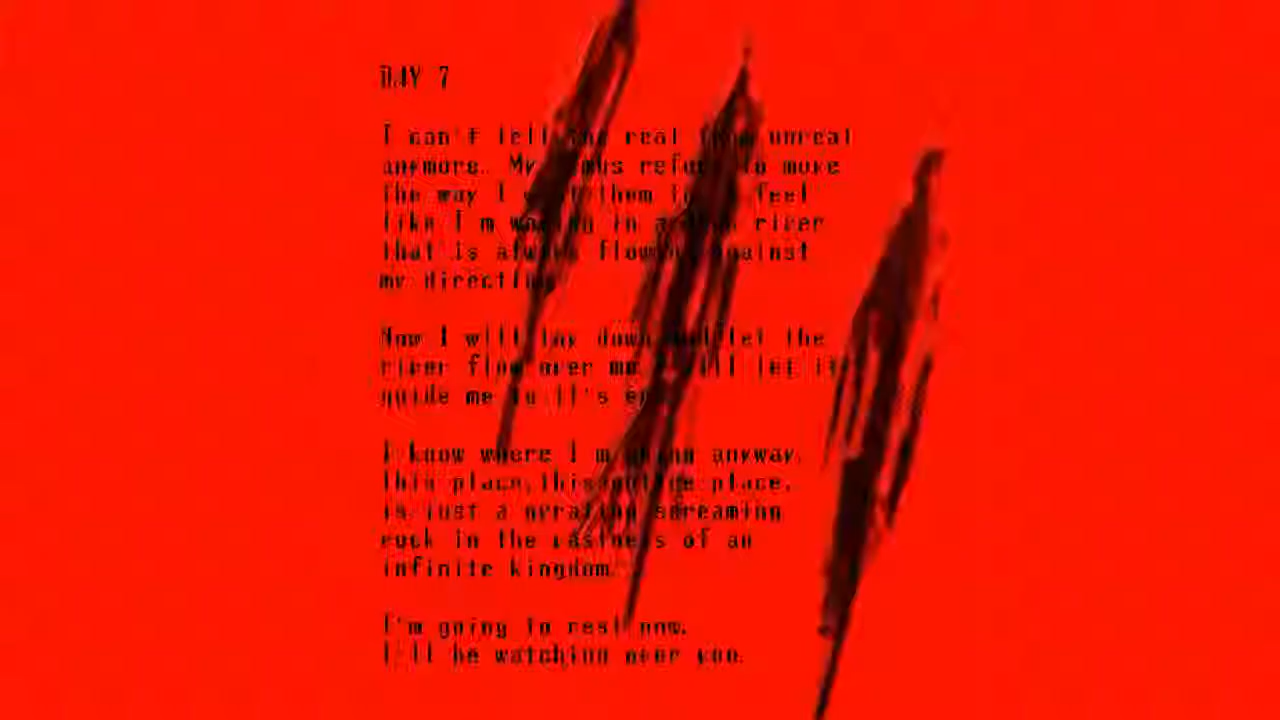 DAY 7
I can't tell the real from unreal
anymore. My limbs refuse to move
the way I want them to. I feel
like I'm wading in a river
that is always flowing against
my direction.
Now I will lay down and let the
river flow over me. I will let it
guide me to it's end.
I know where I'm going anyway.
This place, this place,
is just a gyrating screaming
rock in the vastness of an
infinite kingdom.
I'm going to rest now.
I'll be watching over you.